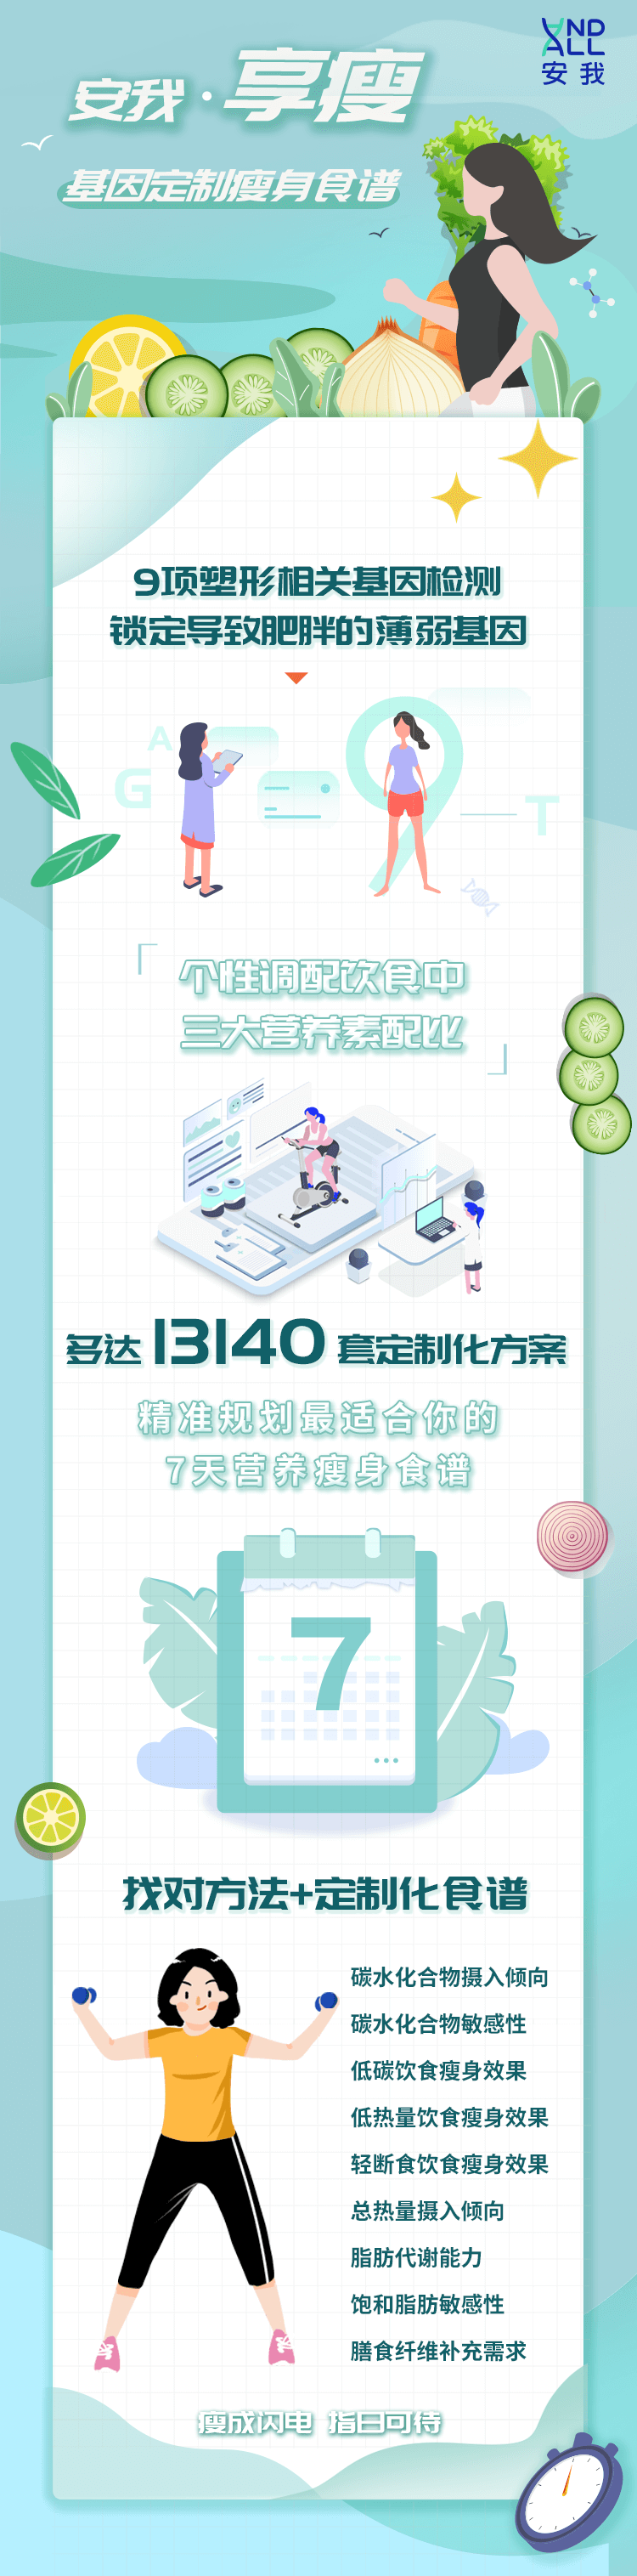 AND
ALL
安我
安我·享瘦
基因定制瘦身食谱
9项塑形相关基因检测
锁定导致肥胖的薄弱基因
A
G
T
「个性调配饮食中
三大营养素配比」
多达 13140 套定制化方案
精准规划最适合你的
7天营养瘦身食谱
7
找对方法+定制化食谱
碳水化合物摄入倾向
碳水化合物敏感性
低碳饮食瘦身效果
低热量饮食瘦身效果
轻断食饮食瘦身效果
总热量摄入倾向
脂肪代谢能力
饱和脂肪敏感性
膳食纤维补充需求
瘦成闪电 指日可待